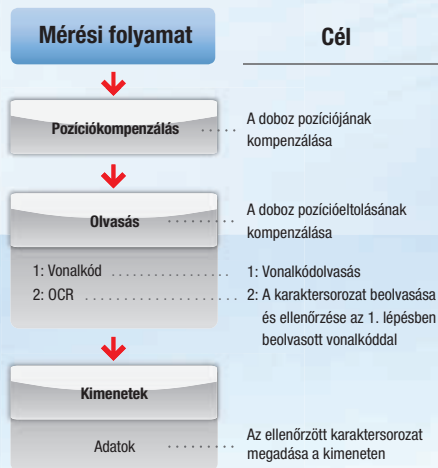 Mérési folyamat
Cél
Pozíciókompenzálás
A doboz pozíciójának
kompenzálása
Olvasás
A doboz pozícióeltolásának
kompenzálása
1: Vonalkód
1: Vonalkódolvasás
2: OCR
2: A karaktersorozat beolvasása
és ellenőrzése az 1. lépésben
beolvasott vonalkóddal
Kimenetek
Adatok
Az ellenőrzött karaktersorozat
megadása a kimeneten